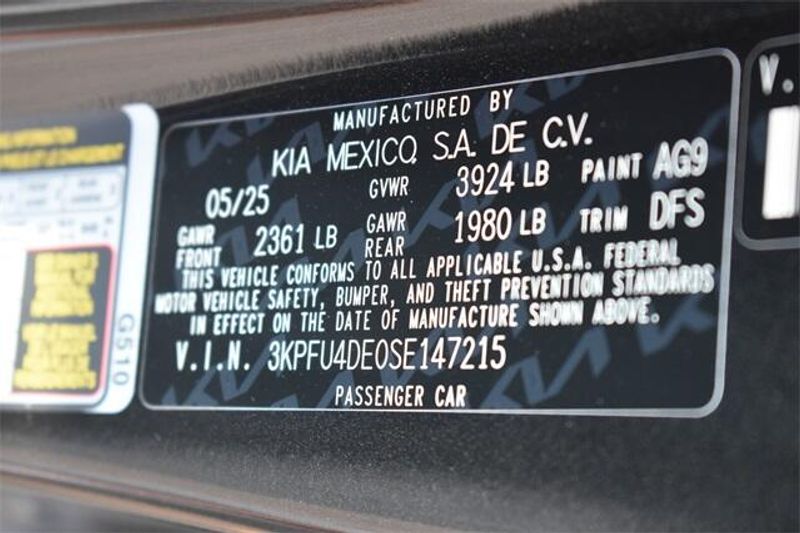 MANUFACTURED BY
KIA MEXICO, S.A. DE C.V.
05/25 GVWR 3924 LB PAINT AG9
GAWR FRONT 2361 LB GAWR REAR 1980 LB TRIM DFS
THIS VEHICLE CONFORMS TO ALL APPLICABLE U.S.A. FEDERAL
MOTOR VEHICLE SAFETY, BUMPER, AND THEFT PREVENTION STANDARDS
IN EFFECT ON THE DATE OF MANUFACTURE SHOWN ABOVE.
V.I.N. 3KPFU4DE0SE147215
PASSENGER CAR
G510
V.